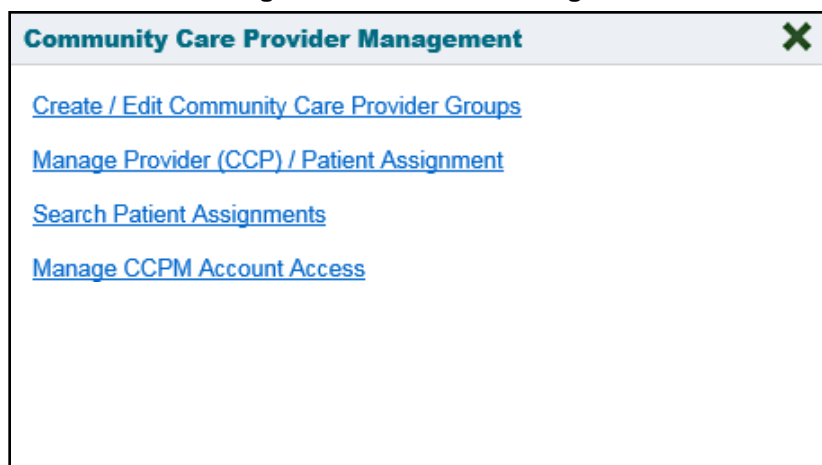 Community Care Provider Management
Create / Edit Community Care Provider Groups
Manage Provider (CCP) / Patient Assignment
Search Patient Assignments
Manage CCPM Account Access